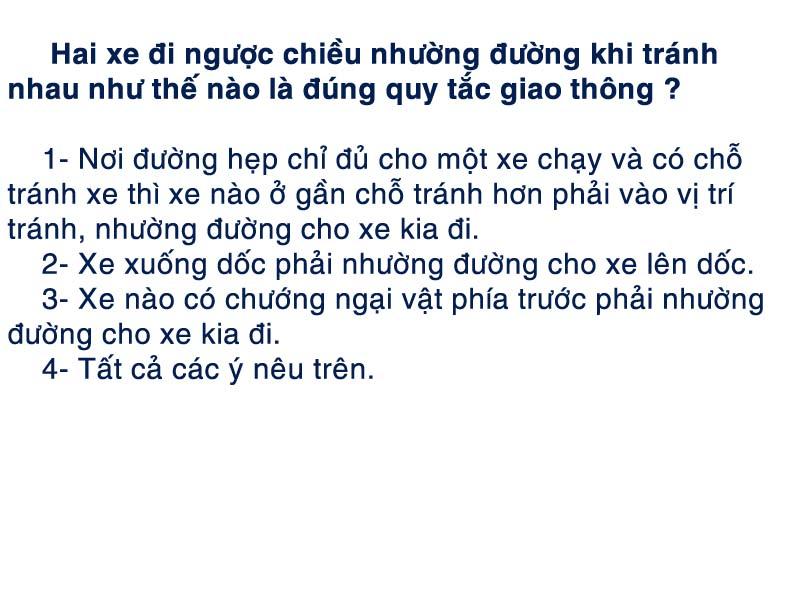 Hai xe đi ngược chiều nhường đường khi tránh
nhau như thế nào là đúng quy tắc giao thông ?
1- Nơi đường hẹp chỉ đủ cho một xe chạy và có chỗ
tránh xe thì xe nào ở gần chỗ tránh hơn phải vào vị trí
tránh, nhường đường cho xe kia đi.
2- Xe xuống dốc phải nhường đường cho xe lên dốc.
3- Xe nào có chướng ngại vật phía trước phải nhường
đường cho xe kia đi.
4- Tất cả các ý nêu trên.